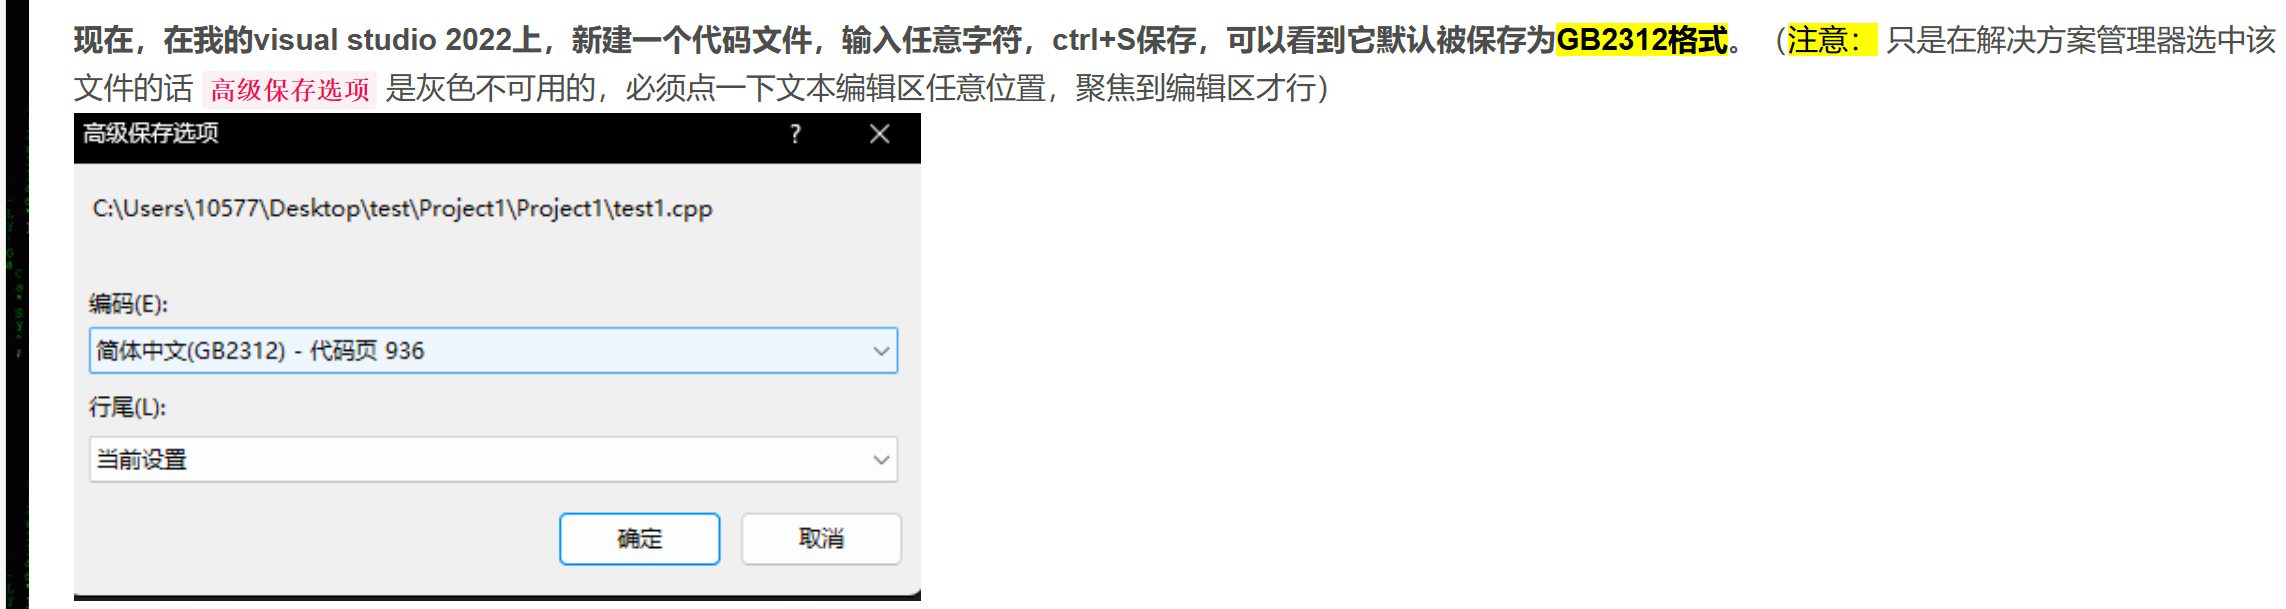 现在，在我的visual studio 2022上，新建一个代码文件，输入任意字符，ctrl+S保存，可以看到它默认被保存为GB2312格式。（注意： 只是在解决方案管理器选中该
文件的话 高级保存选项 是灰色不可用的，必须点一下文本编辑区任意位置，聚焦到编辑区才行）
高级保存选项 ?
C:\Users\10577\Desktop\test\Project1\Project1\test1.cpp
编码(E):
简体中文(GB2312) - 代码页 936
行尾(L):
当前设置
确定 取消